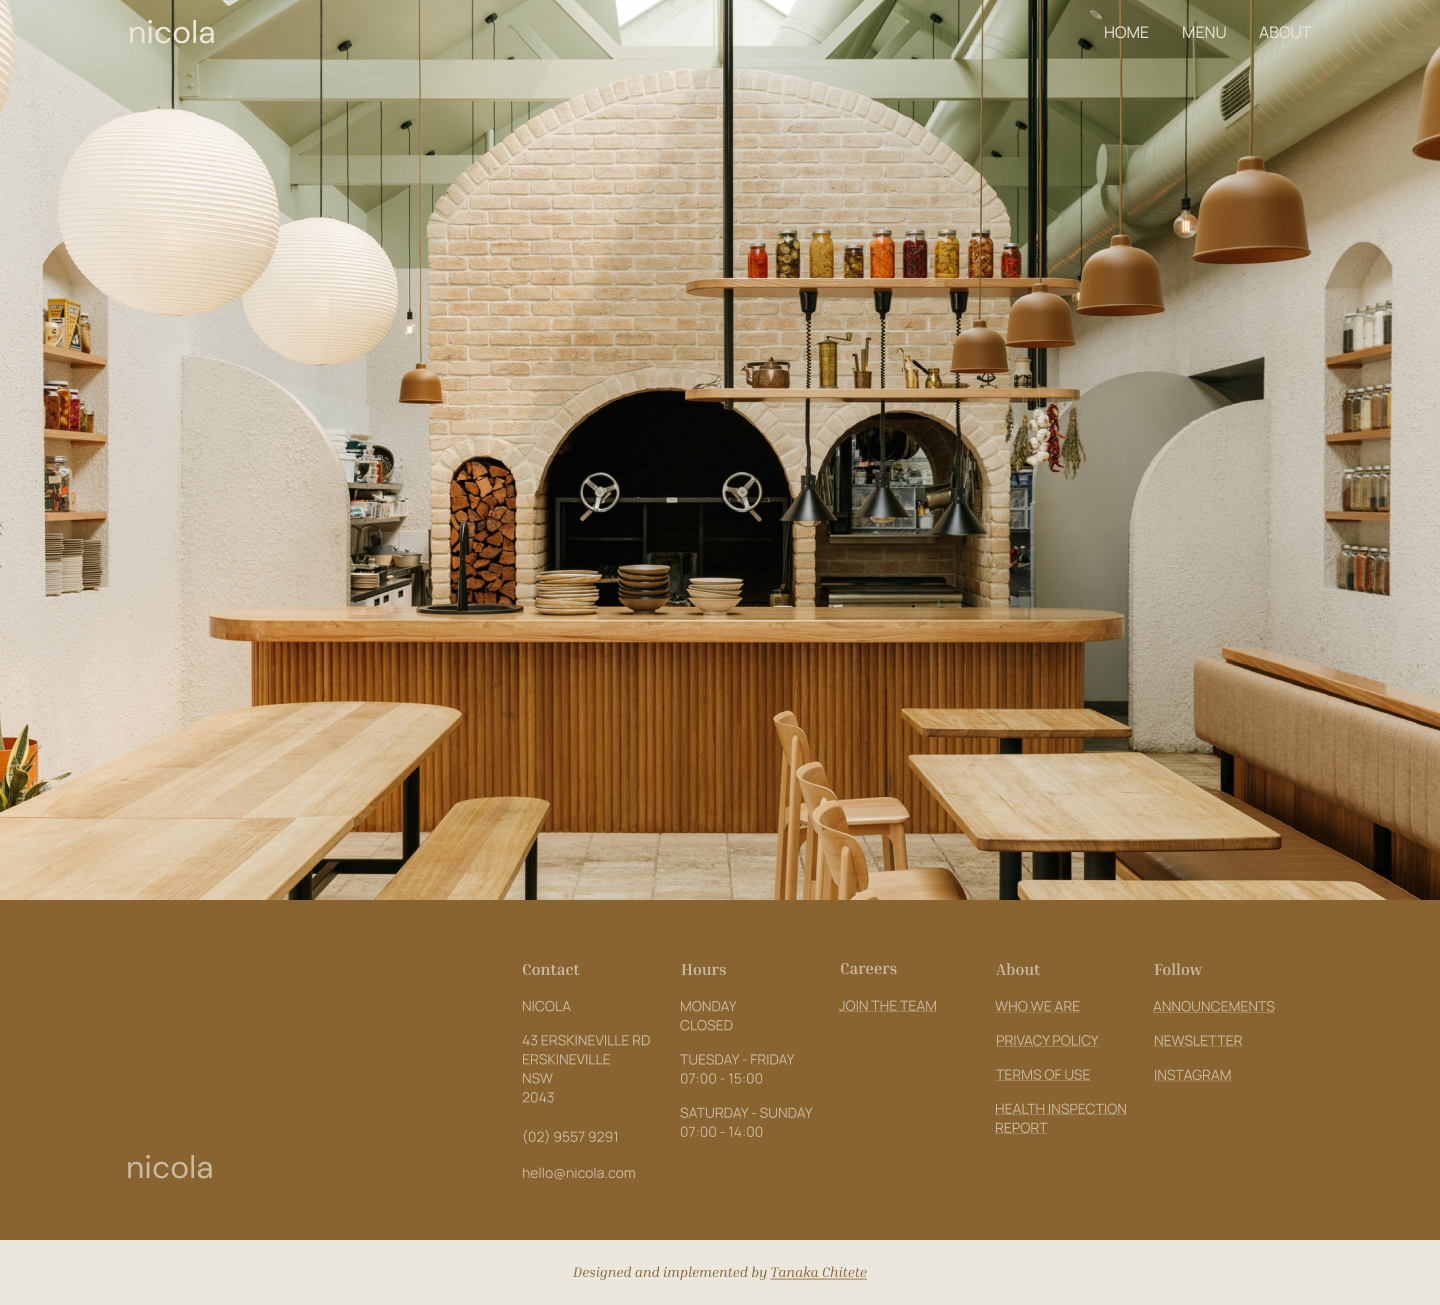 nicola
HOME MENU ABOUT
Contact
NICOLA
43 ERSKINEVILLE RD
ERSKINEVILLE
NSW
2043
(02) 9557 9291
hello@nicola.com
Hours
MONDAY
CLOSED
TUESDAY - FRIDAY
07:00 - 15:00
SATURDAY - SUNDAY
07:00 - 14:00
Careers
JOIN THE TEAM
About
WHO WE ARE
PRIVACY POLICY
TERMS OF USE
HEALTH INSPECTION
REPORT
Follow
ANNOUNCEMENTS
NEWSLETTER
INSTAGRAM
nicola
Designed and implemented by Tanaka Chitete